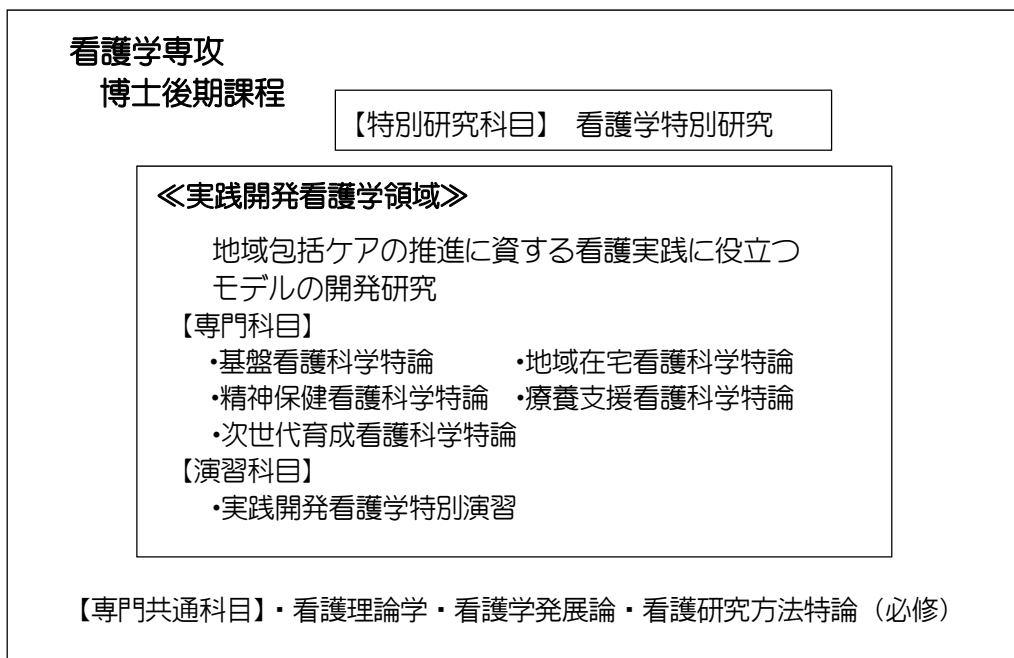 看護学専攻
博士後期課程
【特別研究科目】 看護学特別研究
≪実践開発看護学領域≫
地域包括ケアの推進に資する看護実践に役立つ
モデルの開発研究
【専門科目】
・基盤看護科学特論 ・地域在宅看護科学特論
・精神保健看護科学特論 ・療養支援看護科学特論
・次世代育成看護科学特論
【演習科目】
・実践開発看護学特別演習
【専門共通科目】・看護理論学・看護学発展論・看護研究方法特論（必修）